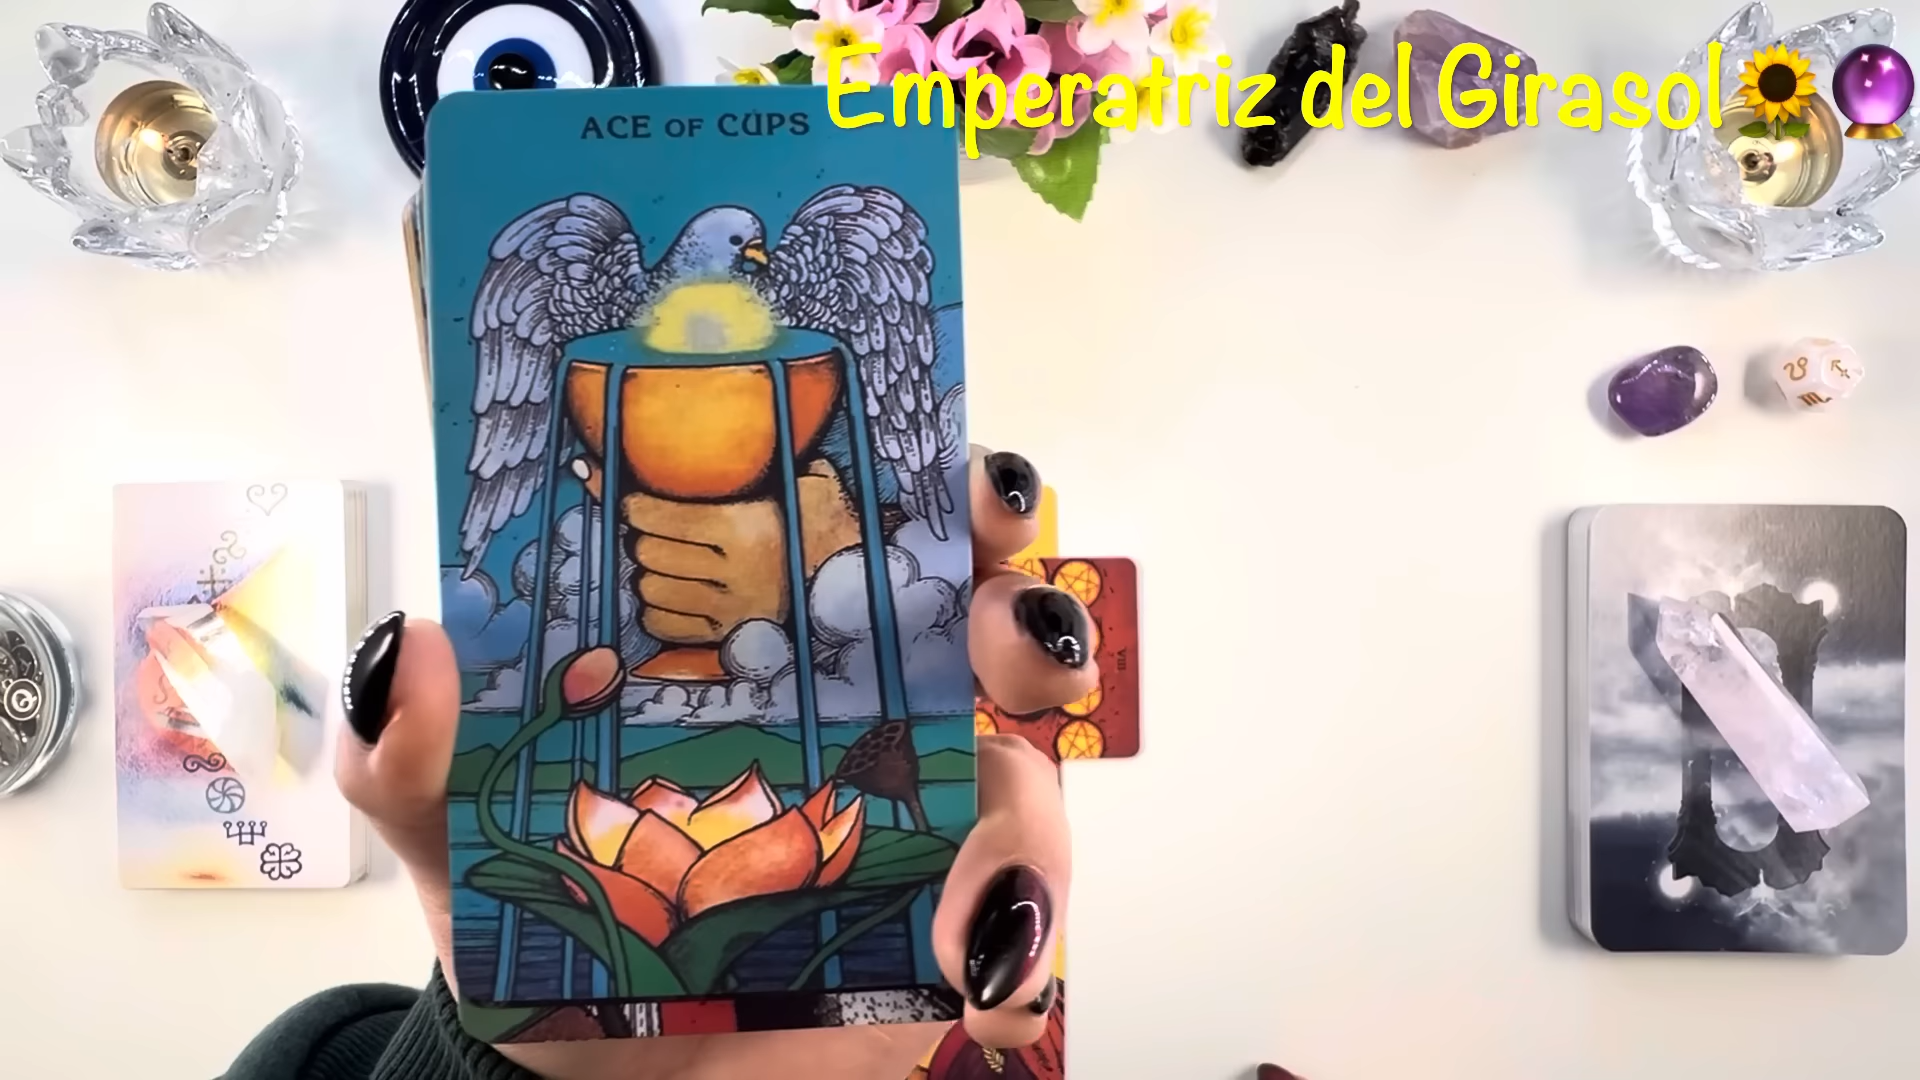 Emperatriz del Girasol🌻🔮
ACE OF CUPS
VIII